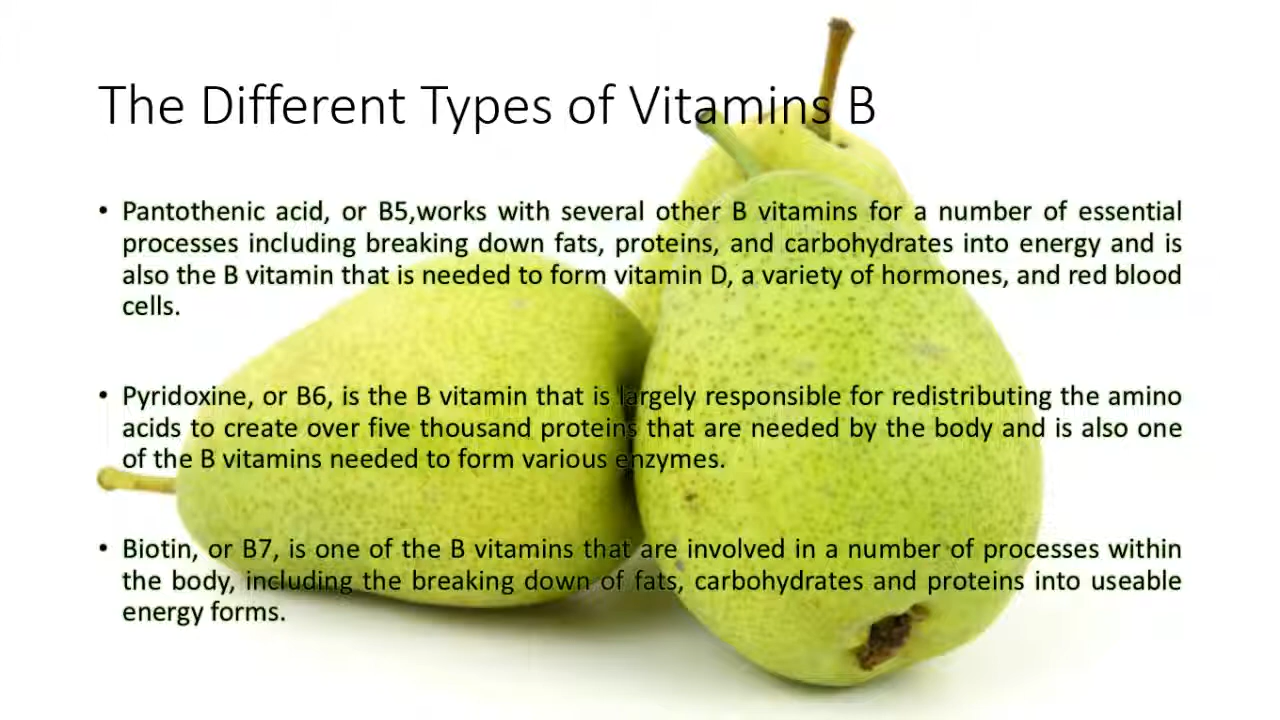 The Different Types of Vitamins B
• Pantothenic acid, or B5,works with several other B vitamins for a number of essential
processes including breaking down fats, proteins, and carbohydrates into energy and is
also the B vitamin that is needed to form vitamin D, a variety of hormones, and red blood
cells.
• Pyridoxine, or B6, is the B vitamin that is largely responsible for redistributing the amino
acids to create over five thousand proteins that are needed by the body and is also one
of the B vitamins needed to form various enzymes.
• Biotin, or B7, is one of the B vitamins that are involved in a number of processes within
the body, including the breaking down of fats, carbohydrates and proteins into useable
energy forms.